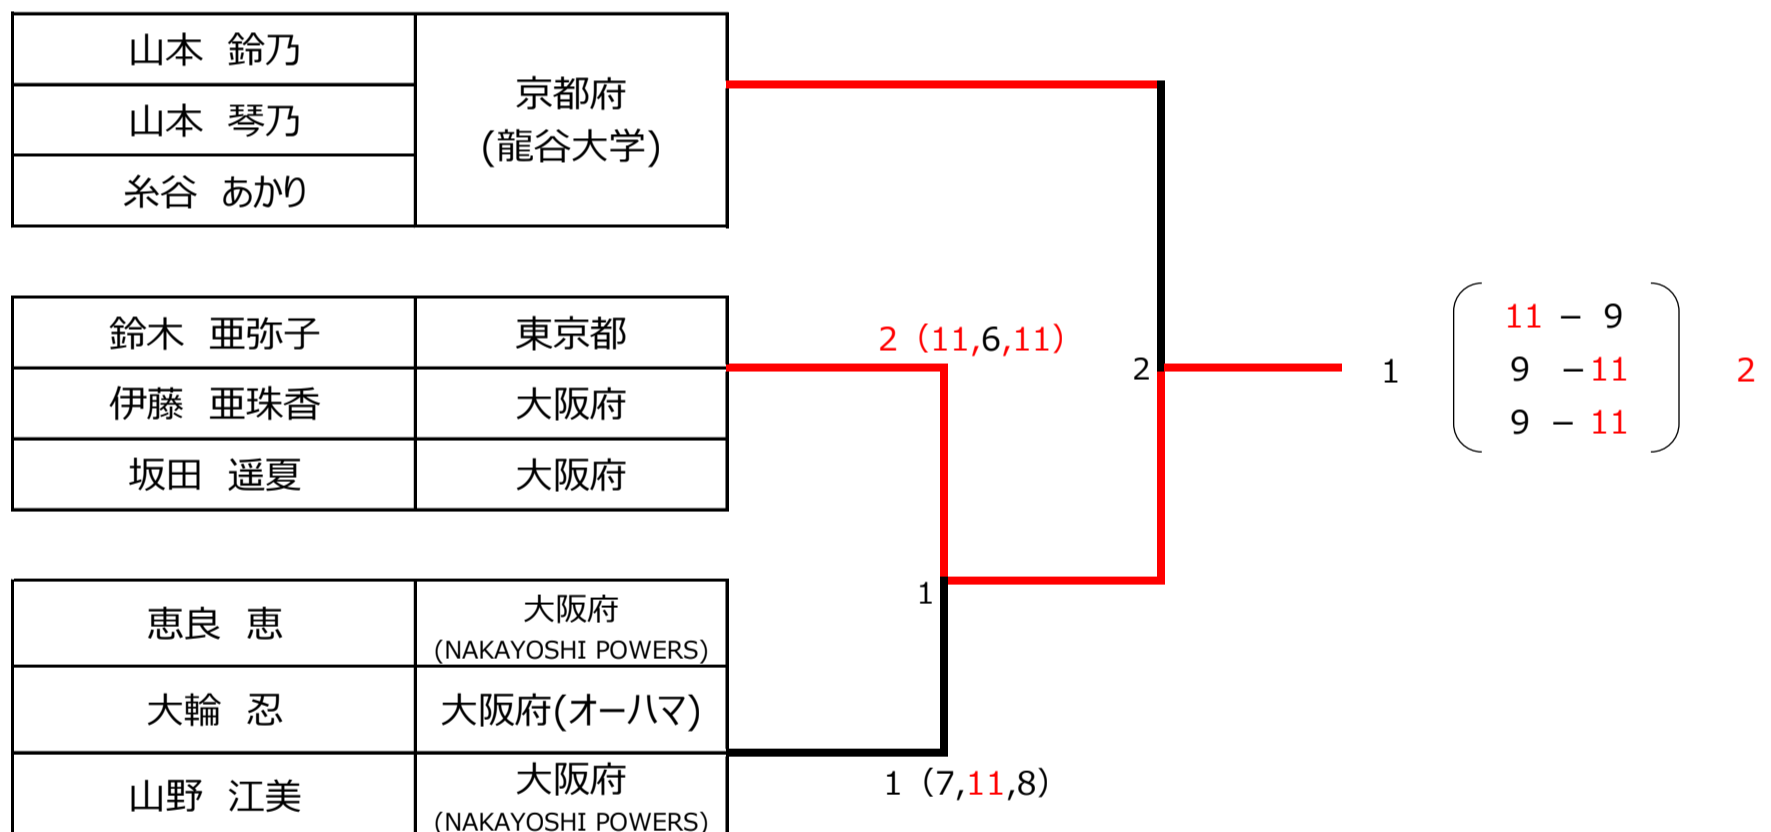 山本 鈴乃
山本 琴乃
糸谷 あかり
京都府
(龍谷大学)
鈴木 亜弥子 東京都
伊藤 亜珠香 大阪府
坂田 遥夏 大阪府
2 (11,6,11)
2
1
11 － 9
9 －11
9 － 11
2
恵良 恵 大阪府
(NAKAYOSHI POWERS)
大輪 忍 大阪府(オーハマ)
山野 江美 大阪府
(NAKAYOSHI POWERS)
1
1 (7,11,8)